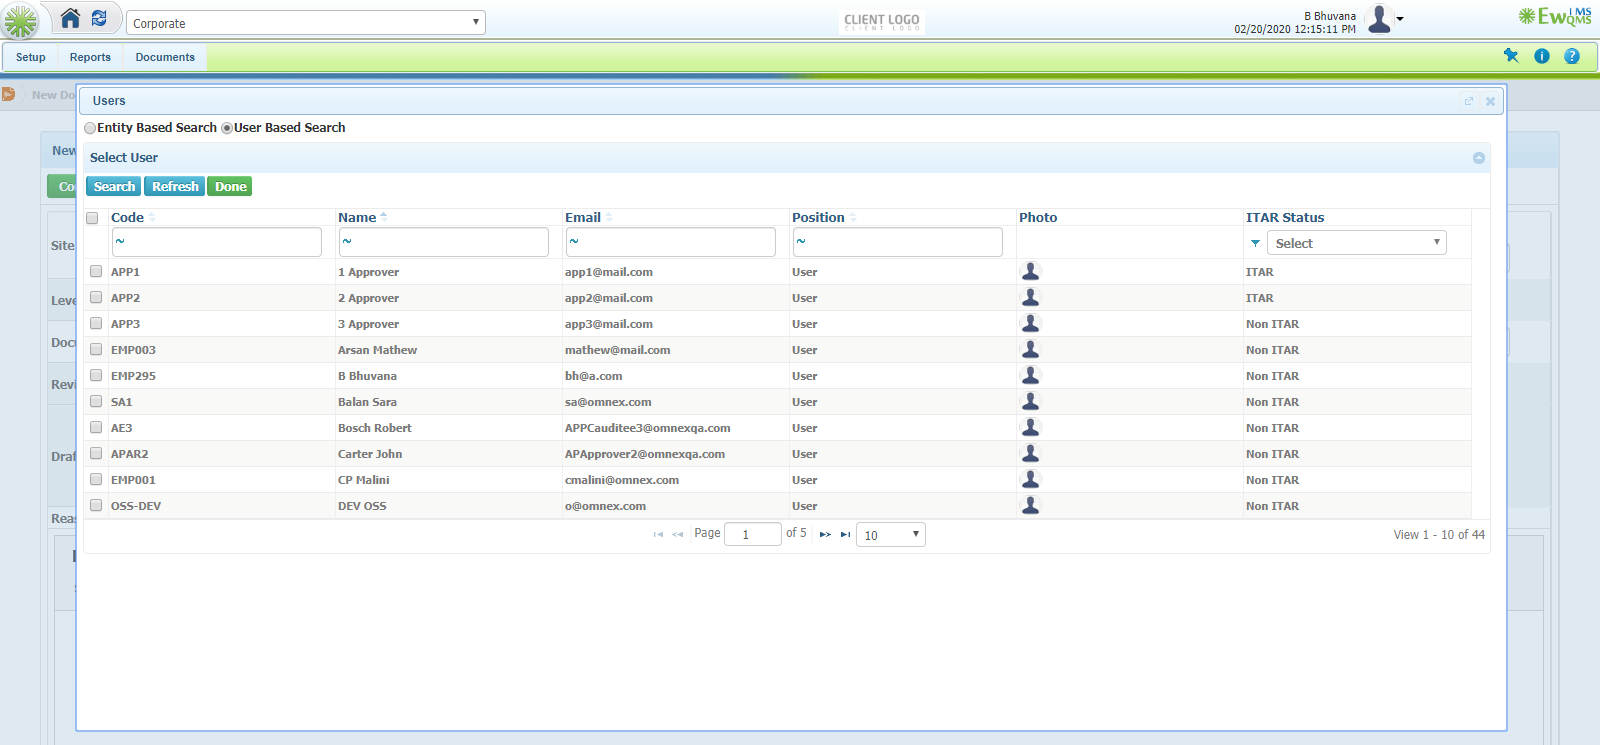 Corporate
CLIENT LOGO
CLIENT LOGO
B Bhuvana
02/20/2020 12:15:11 PM
EwIMS
QMS
Setup Reports Documents
New Do
Users
Entity Based Search User Based Search
New
Select User
Co
Search Refresh Done
Code Name Email Position Photo ITAR Status
Site
~ ~ ~ ~ Select
APP1 1 Approver app1@mail.com User ITAR
APP2 2 Approver app2@mail.com User ITAR
Leve
APP3 3 Approver app3@mail.com User Non ITAR
Docu
EMP003 Arsan Mathew mathew@mail.com User Non ITAR
EMP295 B Bhuvana bh@a.com User Non ITAR
Revi
SA1 Balan Sara sa@omnex.com User Non ITAR
AE3 Bosch Robert APPCauditee3@omnexqa.com User Non ITAR
APAR2 Carter John APApprover2@omnexqa.com User Non ITAR
Draf
EMP001 CP Malini cmalini@omnex.com User Non ITAR
OSS-DEV DEV OSS o@omnex.com User Non ITAR
Reas
Page 1 of 5 10 View 1 - 10 of 44